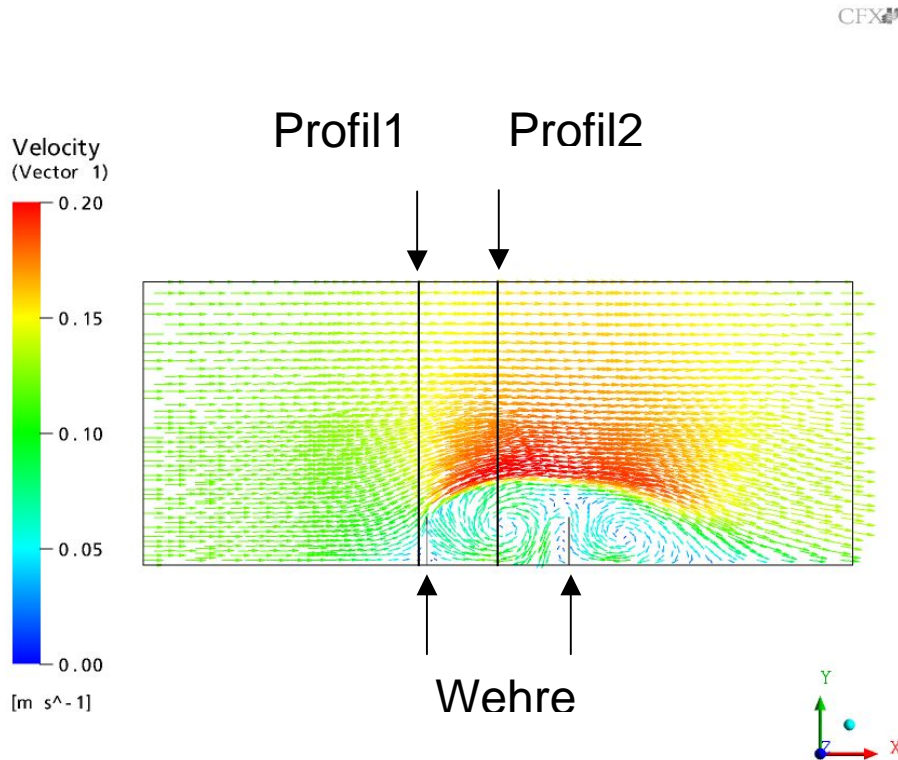 CFX
Profil1 Profil2
Velocity
(Vector 1)
0.20
0.15
0.10
0.05
0.00
[m s^-1]
Wehre
Y
Z
X